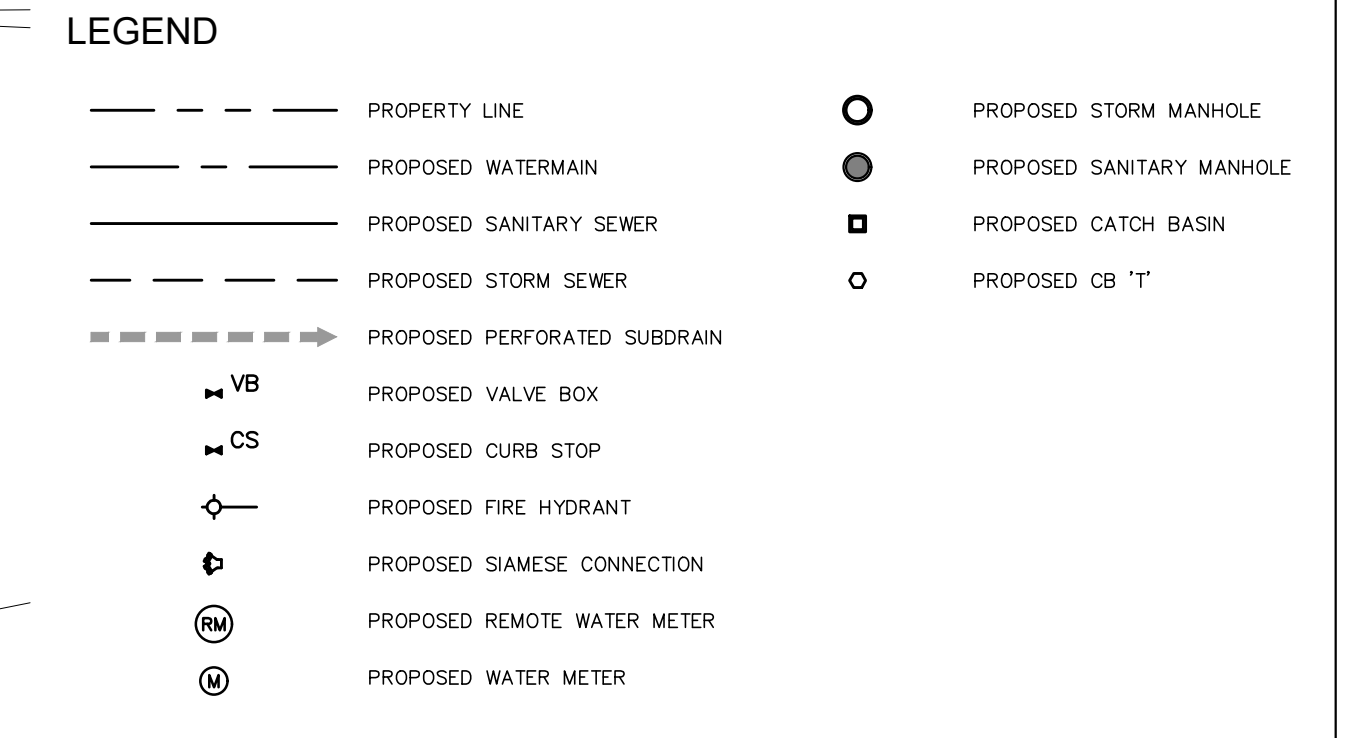 LEGEND
PROPERTY LINE
PROPOSED WATERMAIN
PROPOSED SANITARY SEWER
PROPOSED STORM SEWER
PROPOSED PERFORATED SUBDRAIN
VB PROPOSED VALVE BOX
CS PROPOSED CURB STOP
PROPOSED FIRE HYDRANT
PROPOSED SIAMESE CONNECTION
RM PROPOSED REMOTE WATER METER
M PROPOSED WATER METER
PROPOSED STORM MANHOLE
PROPOSED SANITARY MANHOLE
PROPOSED CATCH BASIN
PROPOSED CB 'T'